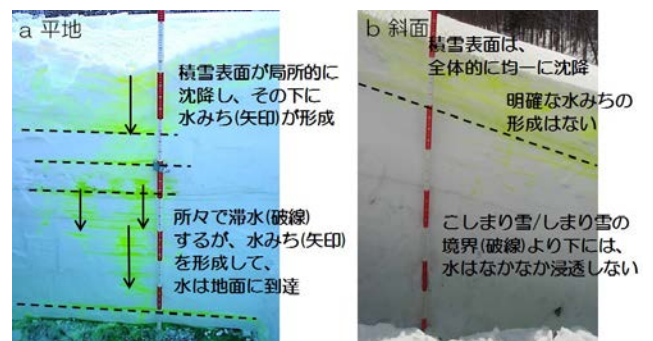 a 平地
積雪表面が局所的に
沈降し、その下に
水みち(矢印)が形成
所々で滞水(破線)
するが、水みち(矢印)
を形成して、
水は地面に到達
b 斜面
積雪表面は、
全体的に均一に沈降
明確な水みちの
形成はない
こしまり雪/しまり雪の
境界(破線)より下には、
水はなかなか浸透しない